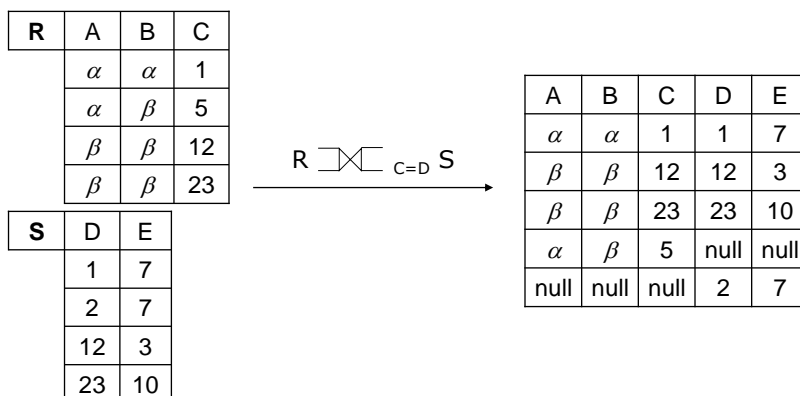 R A B C
α α 1
α β 5
β β 12
β β 23
S D E
1 7
2 7
12 3
23 10
R ⟗ C=D S
A B C D E
α α 1 1 7
β β 12 12 3
β β 23 23 10
α β 5 null null
null null null 2 7